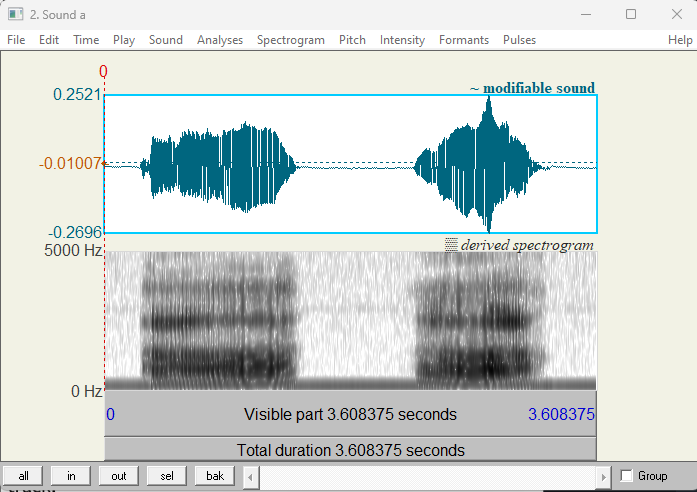 2. Sound a
File Edit Time Play Sound Analyses Spectrogram Pitch Intensity Formants Pulses Help
0
0.2521
~ modifiable sound
-0.01007
-0.2696
5000 Hz
derived spectrogram
0 Hz
0 Visible part 3.608375 seconds 3.608375
Total duration 3.608375 seconds
all in out sel bak Group